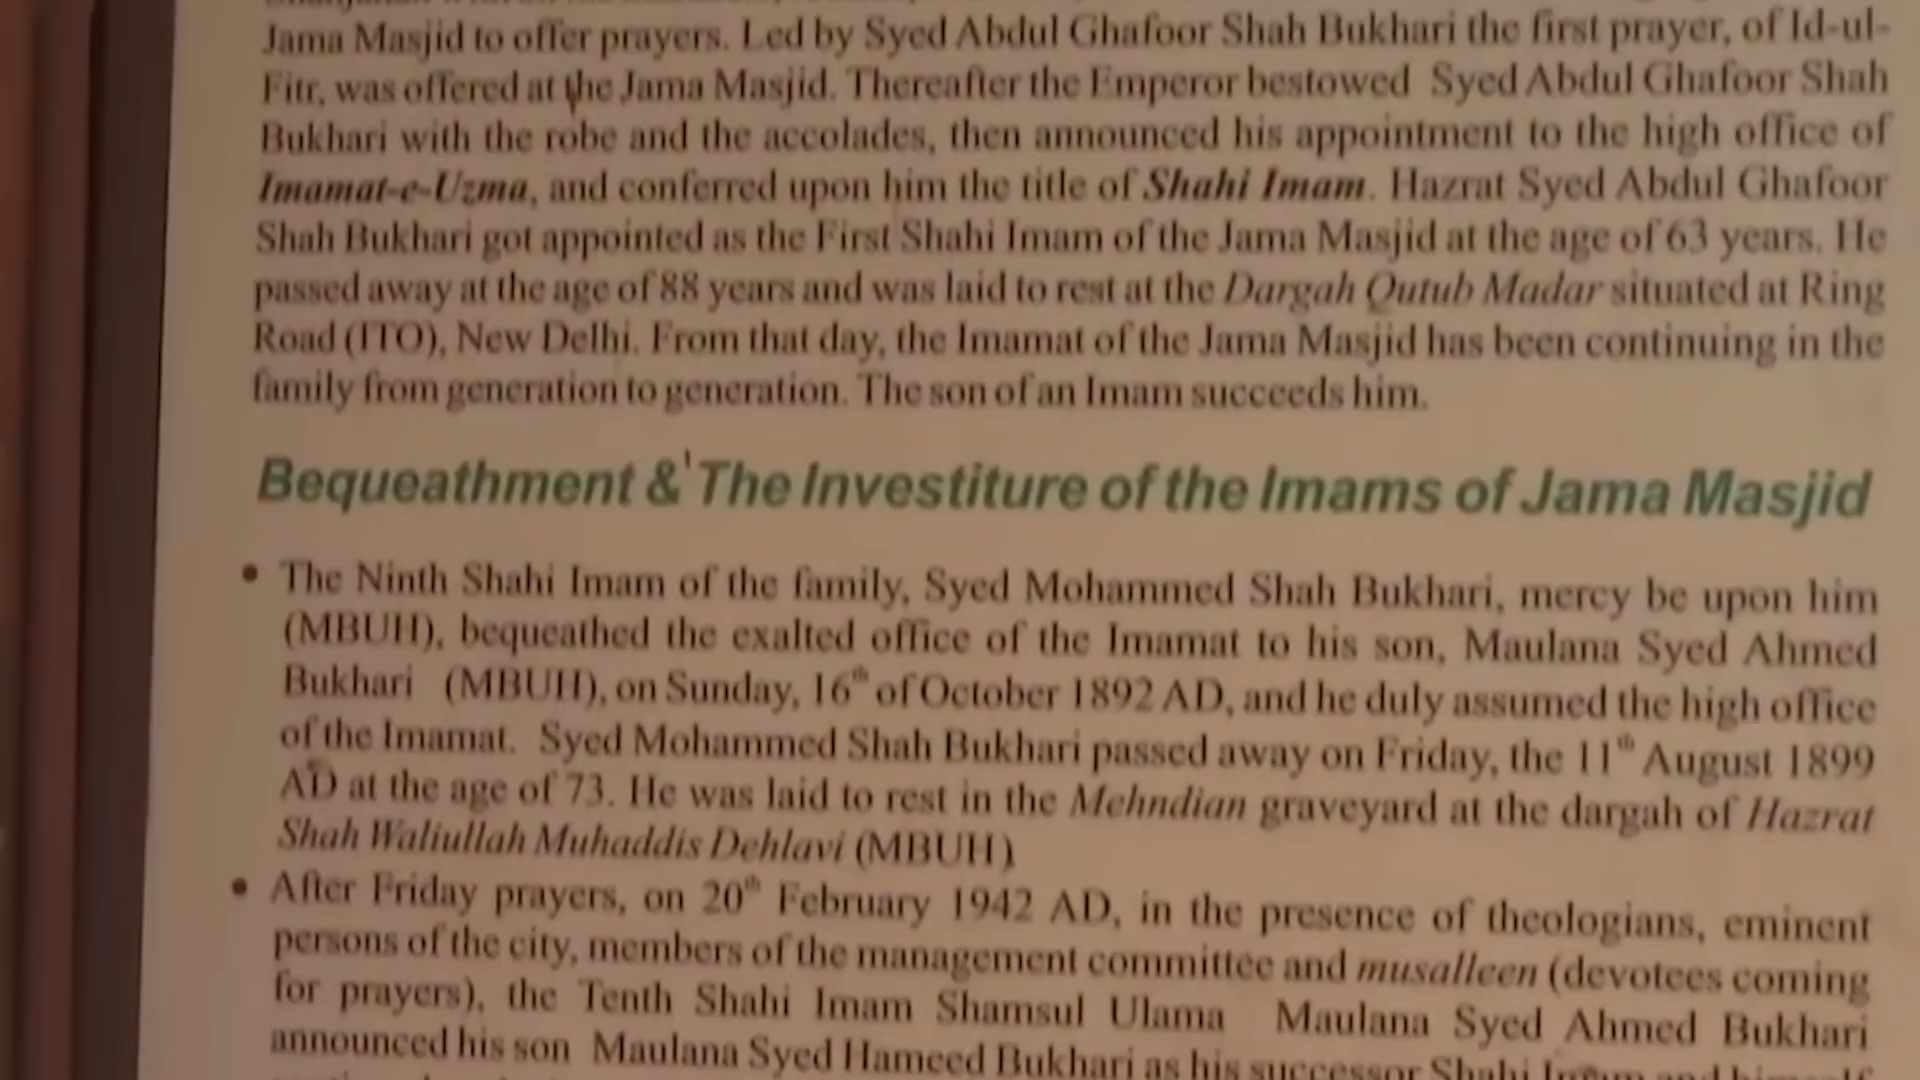 Jama Masjid to offer prayers. Led by Syed Abdul Ghafoor Shah Bukhari the first prayer, of Id-ul-
Fitr, was offered at the Jama Masjid. Thereafter the Emperor bestowed Syed Abdul Ghafoor Shah
Bukhari with the robe and the accolades, then announced his appointment to the high office of
Imamat-e-Uzma, and conferred upon him the title of Shahi Imam. Hazrat Syed Abdul Ghafoor
Shah Bukhari got appointed as the First Shahi Imam of the Jama Masjid at the age of 63 years. He
passed away at the age of 88 years and was laid to rest at the Dargah Qutub Madar situated at Ring
Road (ITO), New Delhi. From that day, the Imamat of the Jama Masjid has been continuing in the
family from generation to generation. The son of an Imam succeeds him.
Bequeathment & The Investiture of the Imams of Jama Masjid
• The Ninth Shahi Imam of the family, Syed Mohammed Shah Bukhari, mercy be upon him
(MBUH), bequeathed the exalted office of the Imamat to his son, Maulana Syed Ahmed
Bukhari (MBUH), on Sunday, 16th of October 1892 AD, and he duly assumed the high office
of the Imamat. Syed Mohammed Shah Bukhari passed away on Friday, the 11th August 1899
AD at the age of 73. He was laid to rest in the Mehndian graveyard at the dargah of Hazrat
Shah Waliullah Muhaddis Dehlavi (MBUH)
• After Friday prayers, on 20th February 1942 AD, in the presence of theologians, eminent
persons of the city, members of the management committee and musalleen (devotees coming
for prayers), the Tenth Shahi Imam Shamsul Ulama Maulana Syed Ahmed Bukhari
announced his son Maulana Syed Hameed Bukhari as his successor Shahi Imam and himself